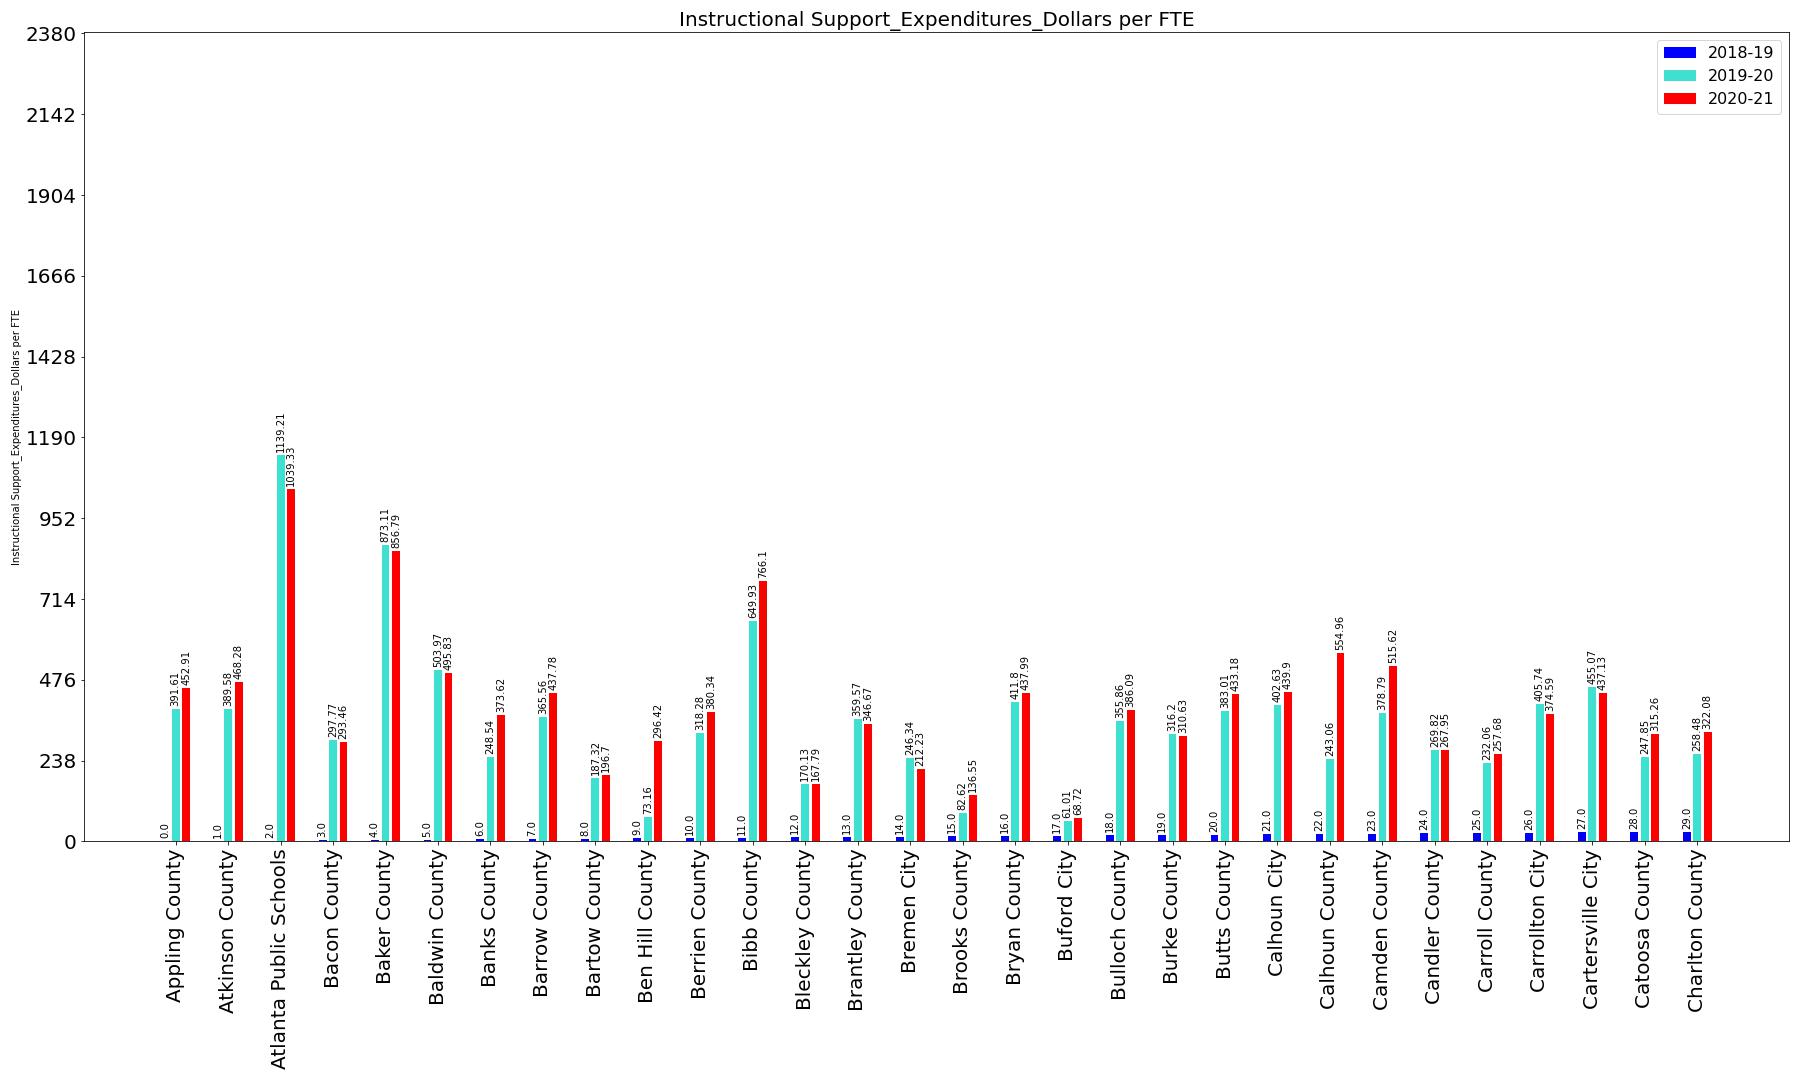 Instructional Support_Expenditures_Dollars per FTE
2018-19
2019-20
2020-21
Instructional Support_Expenditures_Dollars per FTE
2380
2142
1904
1666
1428
1190
952
714
476
238
0
0.0 391.61 452.91
1.0 389.58 468.28
2.0 1139.21 1039.33
3.0 297.77 293.46
4.0 873.11 856.79
5.0 503.97 495.83
6.0 248.54 373.62
7.0 365.56 437.78
8.0 187.32 196.7
9.0 73.16 296.42
10.0 318.28 380.34
11.0 649.93 766.1
12.0 170.13 167.79
13.0 359.57 346.67
14.0 246.34 212.23
15.0 82.62 136.55
16.0 411.8 437.99
17.0 61.01 68.72
18.0 355.86 386.09
19.0 316.2 310.63
20.0 383.01 433.18
21.0 402.63 439.9
22.0 243.06 554.96
23.0 378.79 515.62
24.0 269.82 267.95
25.0 232.06 257.68
26.0 405.74 374.59
27.0 455.07 437.13
28.0 247.85 315.26
29.0 258.48 322.08
Appling County
Atkinson County
Atlanta Public Schools
Bacon County
Baker County
Baldwin County
Banks County
Barrow County
Bartow County
Ben Hill County
Berrien County
Bibb County
Bleckley County
Brantley County
Bremen City
Brooks County
Bryan County
Buford City
Bulloch County
Burke County
Butts County
Calhoun City
Calhoun County
Camden County
Candler County
Carroll County
Carrollton City
Cartersville City
Catoosa County
Charlton County